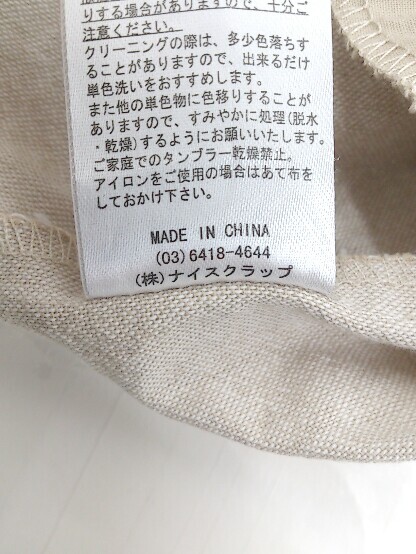 りする場合がありますので、十分ご
注意ください。
クリーニングの際は、多少色落ちす
ることがありますので、出来るだけ
単色洗いをおすすめします。
また他の単色物に色移りすることが
ありますので、すみやかに処理(脱水
・乾燥)するようにお願いいたします。
ご家庭でのタンブラー乾燥禁止。
アイロンをご使用の場合はあて布を
しておかけ下さい。
MADE IN CHINA
(03)6418-4644
(株)ナイスクラップ